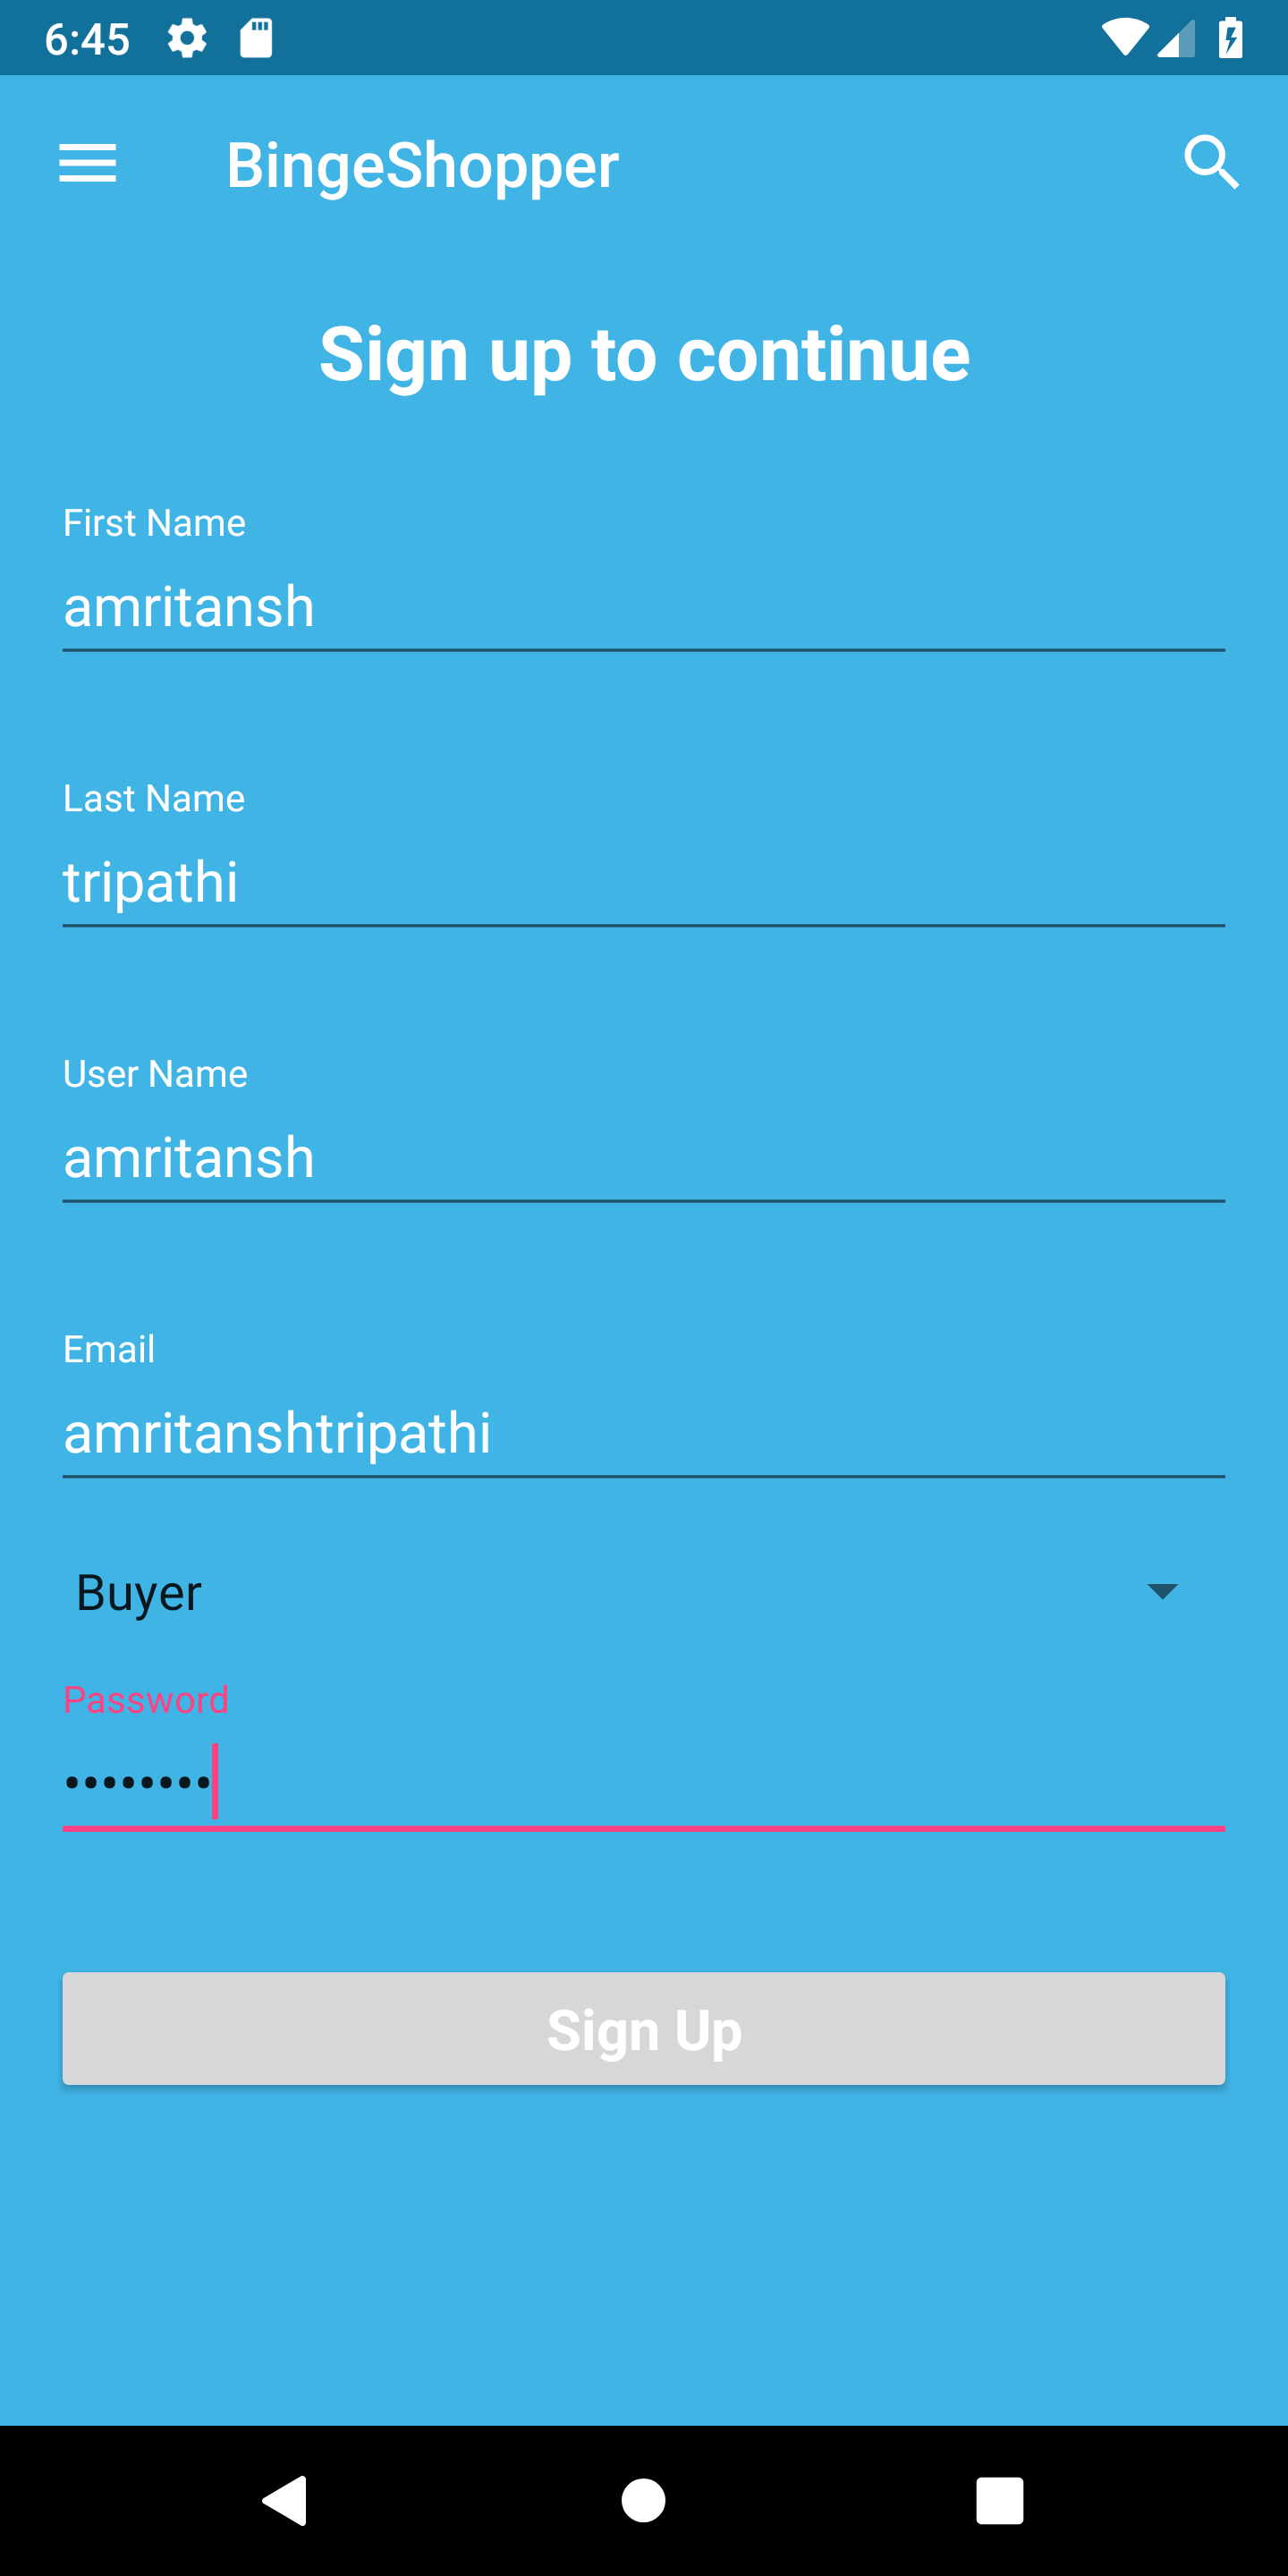 6:45
BingeShopper
Sign up to continue
First Name
amritansh
Last Name
tripathi
User Name
amritansh
Email
amritanshtripathi
Buyer
Password
••••••••
Sign Up